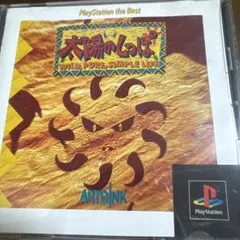 PlayStation the Best
太陽のしっぽ
WILD, PURE, SIMPLE LIFE
ARTDINK
PlayStation